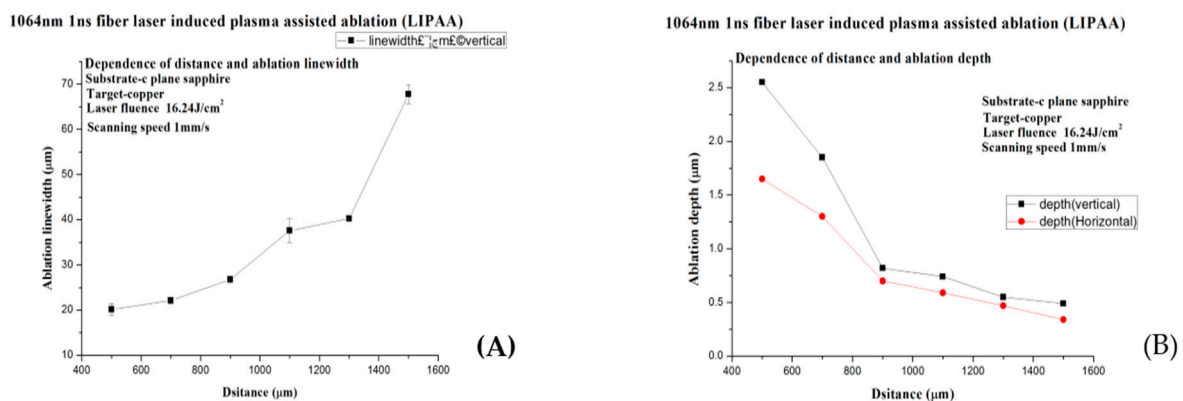 1064nm 1ns fiber laser induced plasma assisted ablation (LIPAA)
Dependence of distance and ablation linewidth
Substrate-c plane sapphire
Target-copper
Laser fluence 16.24J/cm²
Scanning speed 1mm/s
70
60
50
40
30
20
10
Ablation linewidth (μm)
400 600 800 1000 1200 1400 1600
Dsitance (μm)
(A)
1064nm 1ns fiber laser induced plasma assisted ablation (LIPAA)
Dependence of distance and ablation depth
Substrate-c plane sapphire
Target-copper
Laser fluence 16.24J/cm²
Scanning speed 1mm/s
depth(vertical)
depth(Horizontal)
2.5
2.0
1.5
1.0
0.5
0.0
Ablation depth (μm)
400 600 800 1000 1200 1400 1600
Dsitance (μm)
(B)